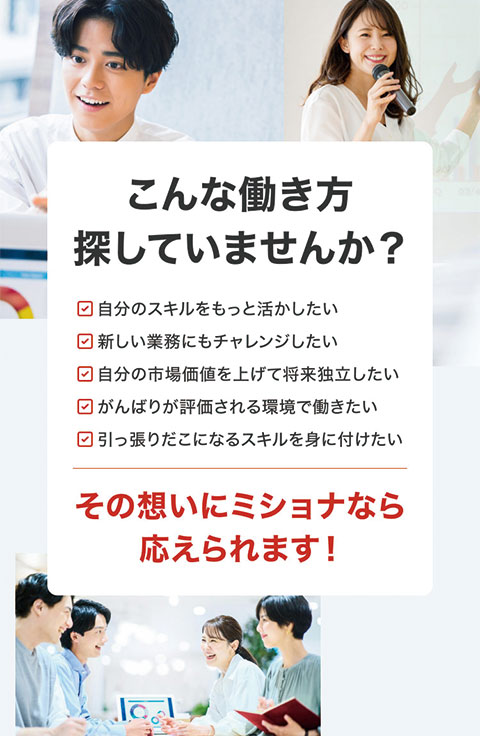 こんな働き方
探していませんか？
自分のスキルをもっと活かしたい
新しい業務にもチャレンジしたい
自分の市場価値を上げて将来独立したい
がんばりが評価される環境で働きたい
引っ張りだこになるスキルを身に付けたい
その想いにミショナなら
応えられます！